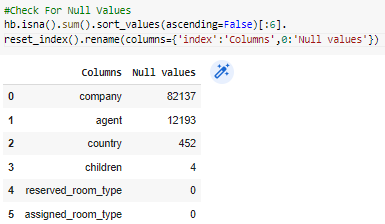 #Check For Null Values
hb.isna().sum().sort_values(ascending=False)[:6].
reset_index().rename(columns={'index':'Columns',0:'Null values'})
Columns Null values
0 company 82137
1 agent 12193
2 country 452
3 children 4
4 reserved_room_type 0
5 assigned_room_type 0